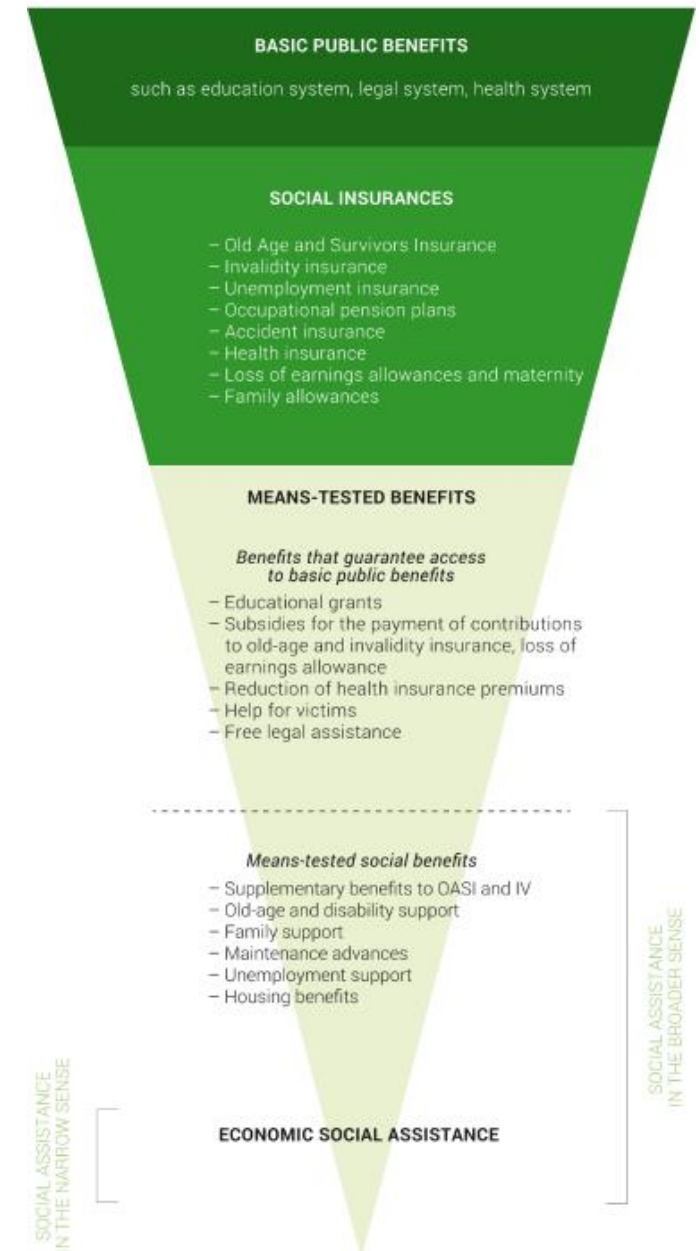 BASIC PUBLIC BENEFITS
such as education system, legal system, health system
SOCIAL INSURANCES
– Old Age and Survivors Insurance
– Invalidity insurance
– Unemployment insurance
– Occupational pension plans
– Accident insurance
– Health insurance
– Loss of earnings allowances and maternity
– Family allowances
MEANS-TESTED BENEFITS
Benefits that guarantee access
to basic public benefits
– Educational grants
– Subsidies for the payment of contributions
to old-age and invalidity insurance, loss of
earnings allowance
– Reduction of health insurance premiums
– Help for victims
– Free legal assistance
Means-tested social benefits
– Supplementary benefits to OASI and IV
– Old-age and disability support
– Family support
– Maintenance advances
– Unemployment support
– Housing benefits
SOCIAL ASSISTANCE
IN THE BROADER SENSE
ECONOMIC SOCIAL ASSISTANCE
SOCIAL ASSISTANCE
IN THE NARROW SENSE